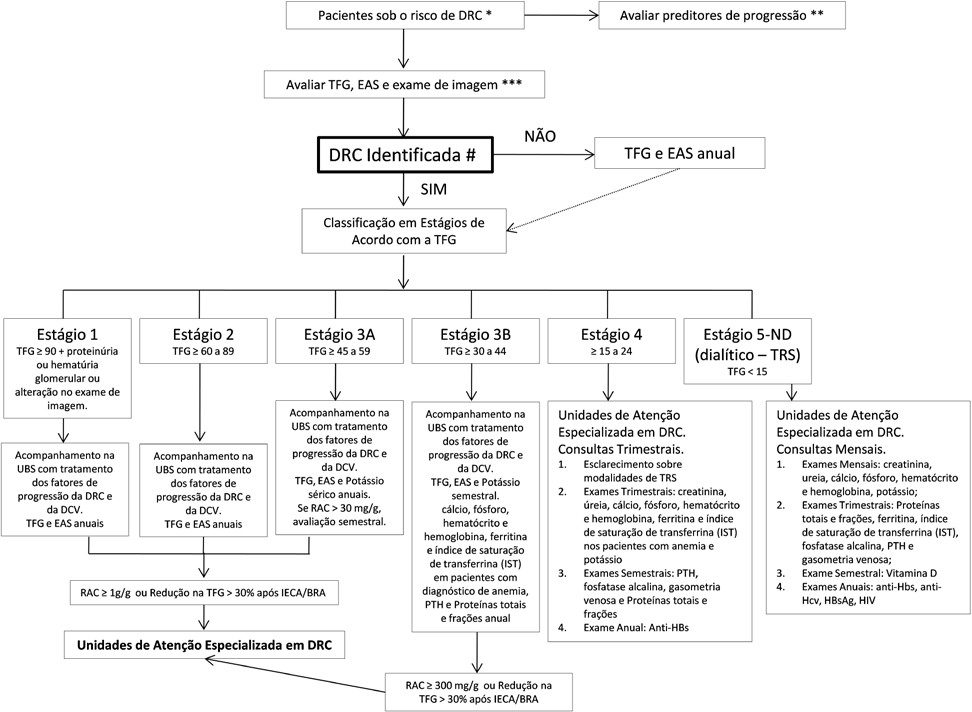 Pacientes sob o risco de DRC *
Avaliar preditores de progressão **
Avaliar TFG, EAS e exame de imagem ***
DRC Identificada #
NÃO
TFG e EAS anual
SIM
Classificação em Estágios de
Acordo com a TFG
Estágio 1
TFG ≥ 90 + proteinúria
ou hematúria
glomerular ou
alteração no exame de
imagem.
Estágio 2
TFG ≥ 60 a 89
Estágio 3A
TFG ≥ 45 a 59
Estágio 3B
TFG ≥ 30 a 44
Estágio 4
≥ 15 a 24
Estágio 5-ND
(dialítico – TRS)
TFG < 15
Acompanhamento na
UBS com tratamento
dos fatores de
progressão da DRC e
da DCV.
TFG e EAS anuais
Acompanhamento na
UBS com tratamento
dos fatores de
progressão da DRC e
da DCV.
TFG e EAS anuais
Acompanhamento na
UBS com tratamento
dos fatores de
progressão da DRC e
da DCV.
TFG, EAS e Potássio
sérico anuais.
Se RAC > 30 mg/g,
avaliação semestral.
Acompanhamento na
UBS com tratamento
dos fatores de
progressão da DRC e
da DCV.
TFG, EAS e Potássio
semestral.
cálcio, fósforo,
hematócrito e
hemoglobina, ferritina
e índice de saturação
de transferrina (IST)
em pacientes com
diagnóstico de anemia,
PTH e Proteínas totais
e frações anual
Unidades de Atenção
Especializada em DRC.
Consultas Trimestrais.
1. Esclarecimento sobre
modalidades de TRS
2. Exames Trimestrais: creatinina,
úreia, cálcio, fósforo, hematócrito
e hemoglobina, ferritina e índice
de saturação de transferrina (IST)
nos pacientes com anemia e
potássio
3. Exames Semestrais: PTH,
fosfatase alcalina, gasometria
venosa e Proteínas totais e
frações
4. Exame Anual: Anti-HBs
Unidades de Atenção
Especializada em DRC.
Consultas Mensais.
1. Exames Mensais: creatinina,
ureia, cálcio, fósforo, hematócrito
e hemoglobina, potássio;
2. Exames Trimestrais: Proteínas
totais e frações, ferritina, índice
de saturação de transferrina (IST),
fosfatase alcalina, PTH e
gasometria venosa;
3. Exame Semestral: Vitamina D
4. Exames Anuais: anti-Hbs, anti-
Hcv, HBsAg, HIV
RAC ≥ 1g/g ou Redução na TFG > 30% após IECA/BRA
Unidades de Atenção Especializada em DRC
RAC ≥ 300 mg/g ou Redução na
TFG > 30% após IECA/BRA